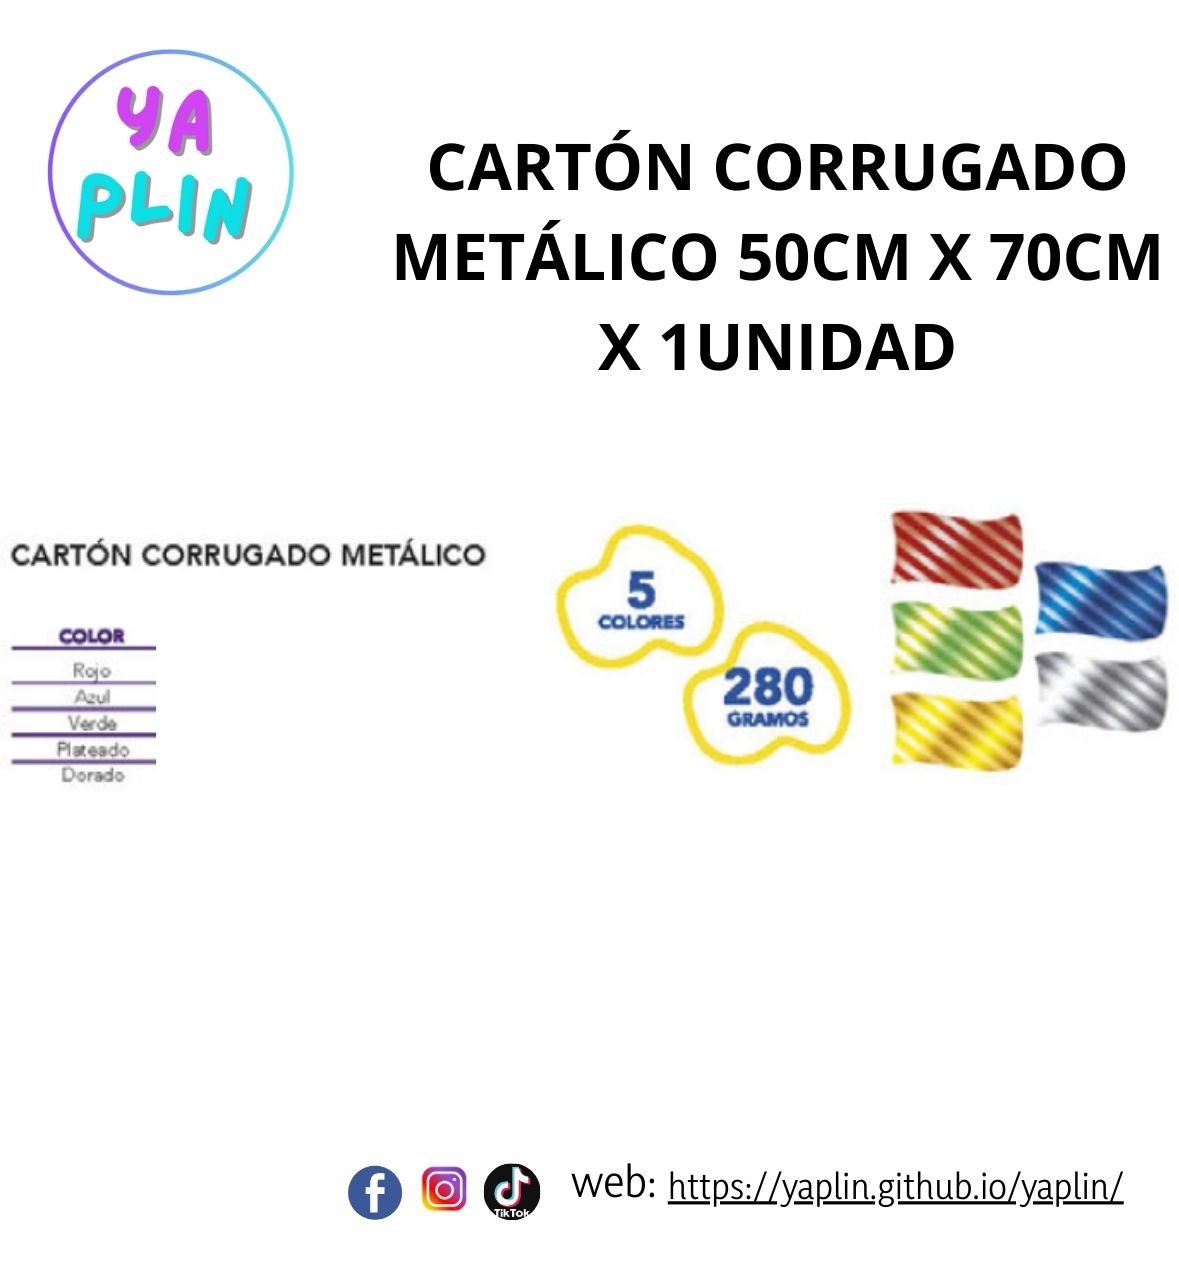 YA
PLIN
CARTÓN CORRUGADO
METÁLICO 50CM X 70CM
X 1UNIDAD
CARTÓN CORRUGADO METÁLICO
COLOR
Rojo
Azul
Verde
Plateado
Dorado
5
COLORES
280
GRAMOS
TikTok
web: https://yaplin.github.io/yaplin/